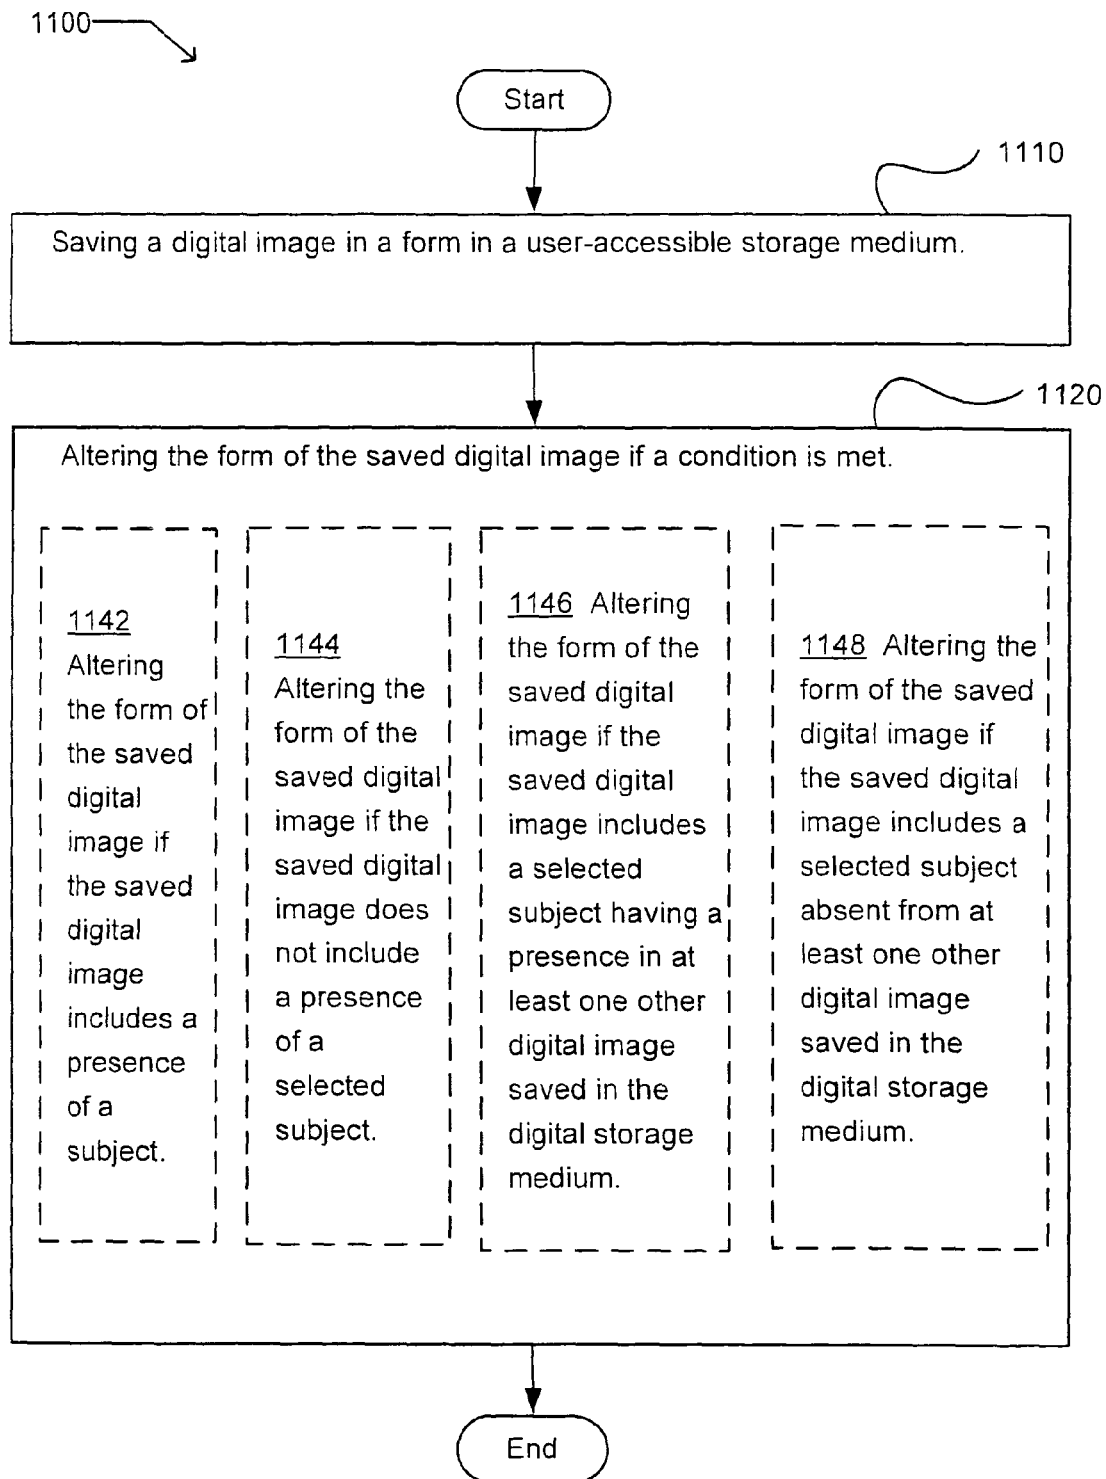 1100
Start
1110
Saving a digital image in a form in a user-accessible storage medium.
1120
Altering the form of the saved digital image if a condition is met.
1142
Altering
the form of
the saved
digital
image if
the saved
digital
image
includes a
presence
of a
subject.
1144
Altering the
form of the
saved digital
image if the
saved digital
image does
not include
a presence
of a
selected
subject.
1146 Altering
the form of the
saved digital
image if the
saved digital
image includes
a selected
subject having a
presence in at
least one other
digital image
saved in the
digital storage
medium.
1148 Altering the
form of the saved
digital image if
the saved digital
image includes a
selected subject
absent from at
least one other
digital image
saved in the
digital storage
medium.
End